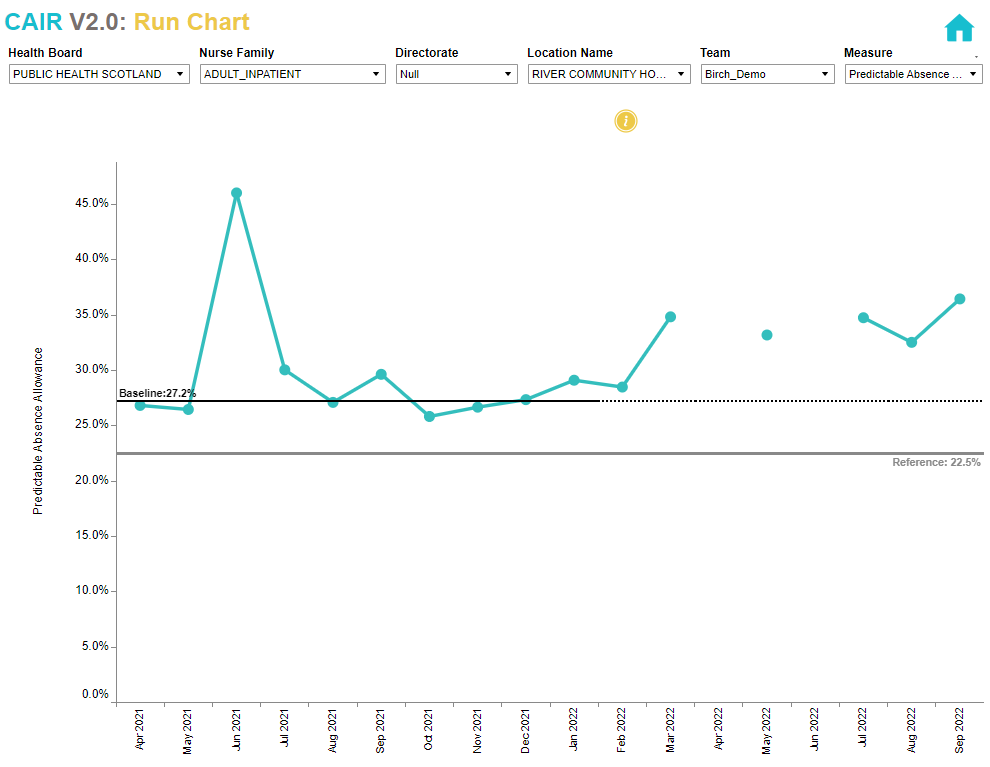 CAIR V2.0: Run Chart
Health Board Nurse Family Directorate Location Name Team Measure
PUBLIC HEALTH SCOTLAND ADULT_INPATIENT Null RIVER COMMUNITY HO... Birch_Demo Predictable Absence ...
i
45.0%
40.0%
35.0%
30.0%
Baseline:27.2%
25.0%
Reference: 22.5%
20.0%
15.0%
10.0%
5.0%
0.0%
Predictable Absence Allowance
Apr 2021
May 2021
Jun 2021
Jul 2021
Aug 2021
Sep 2021
Oct 2021
Nov 2021
Dec 2021
Jan 2022
Feb 2022
Mar 2022
Apr 2022
May 2022
Jun 2022
Jul 2022
Aug 2022
Sep 2022